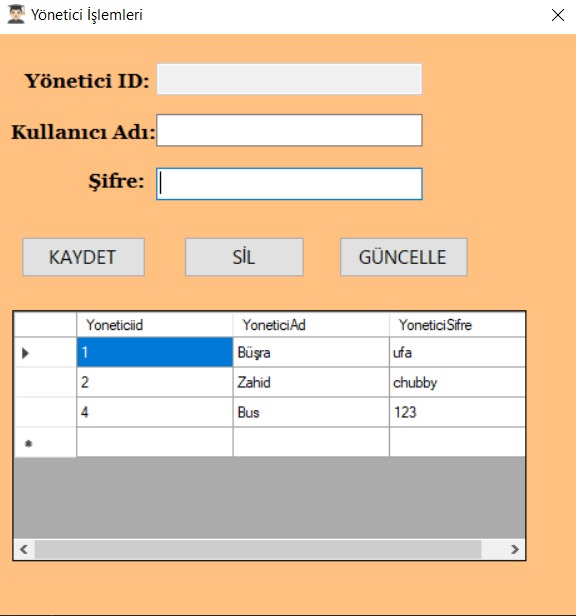 Yönetici İşlemleri
Yönetici ID:
Kullanıcı Adı:
Şifre:
KAYDET SİL GÜNCELLE
Yoneticiid YoneticiAd YoneticiSifre
1 Büşra ufa
2 Zahid chubby
4 Bus 123